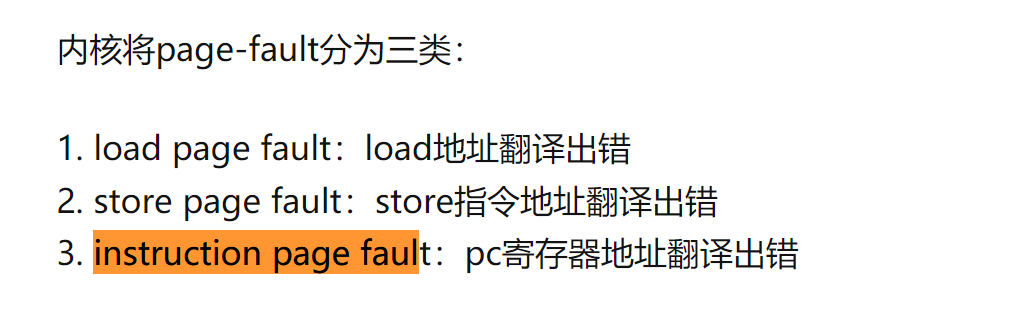 内核将page-fault分为三类：
1. load page fault：load地址翻译出错
2. store page fault：store指令地址翻译出错
3. instruction page fault：pc寄存器地址翻译出错